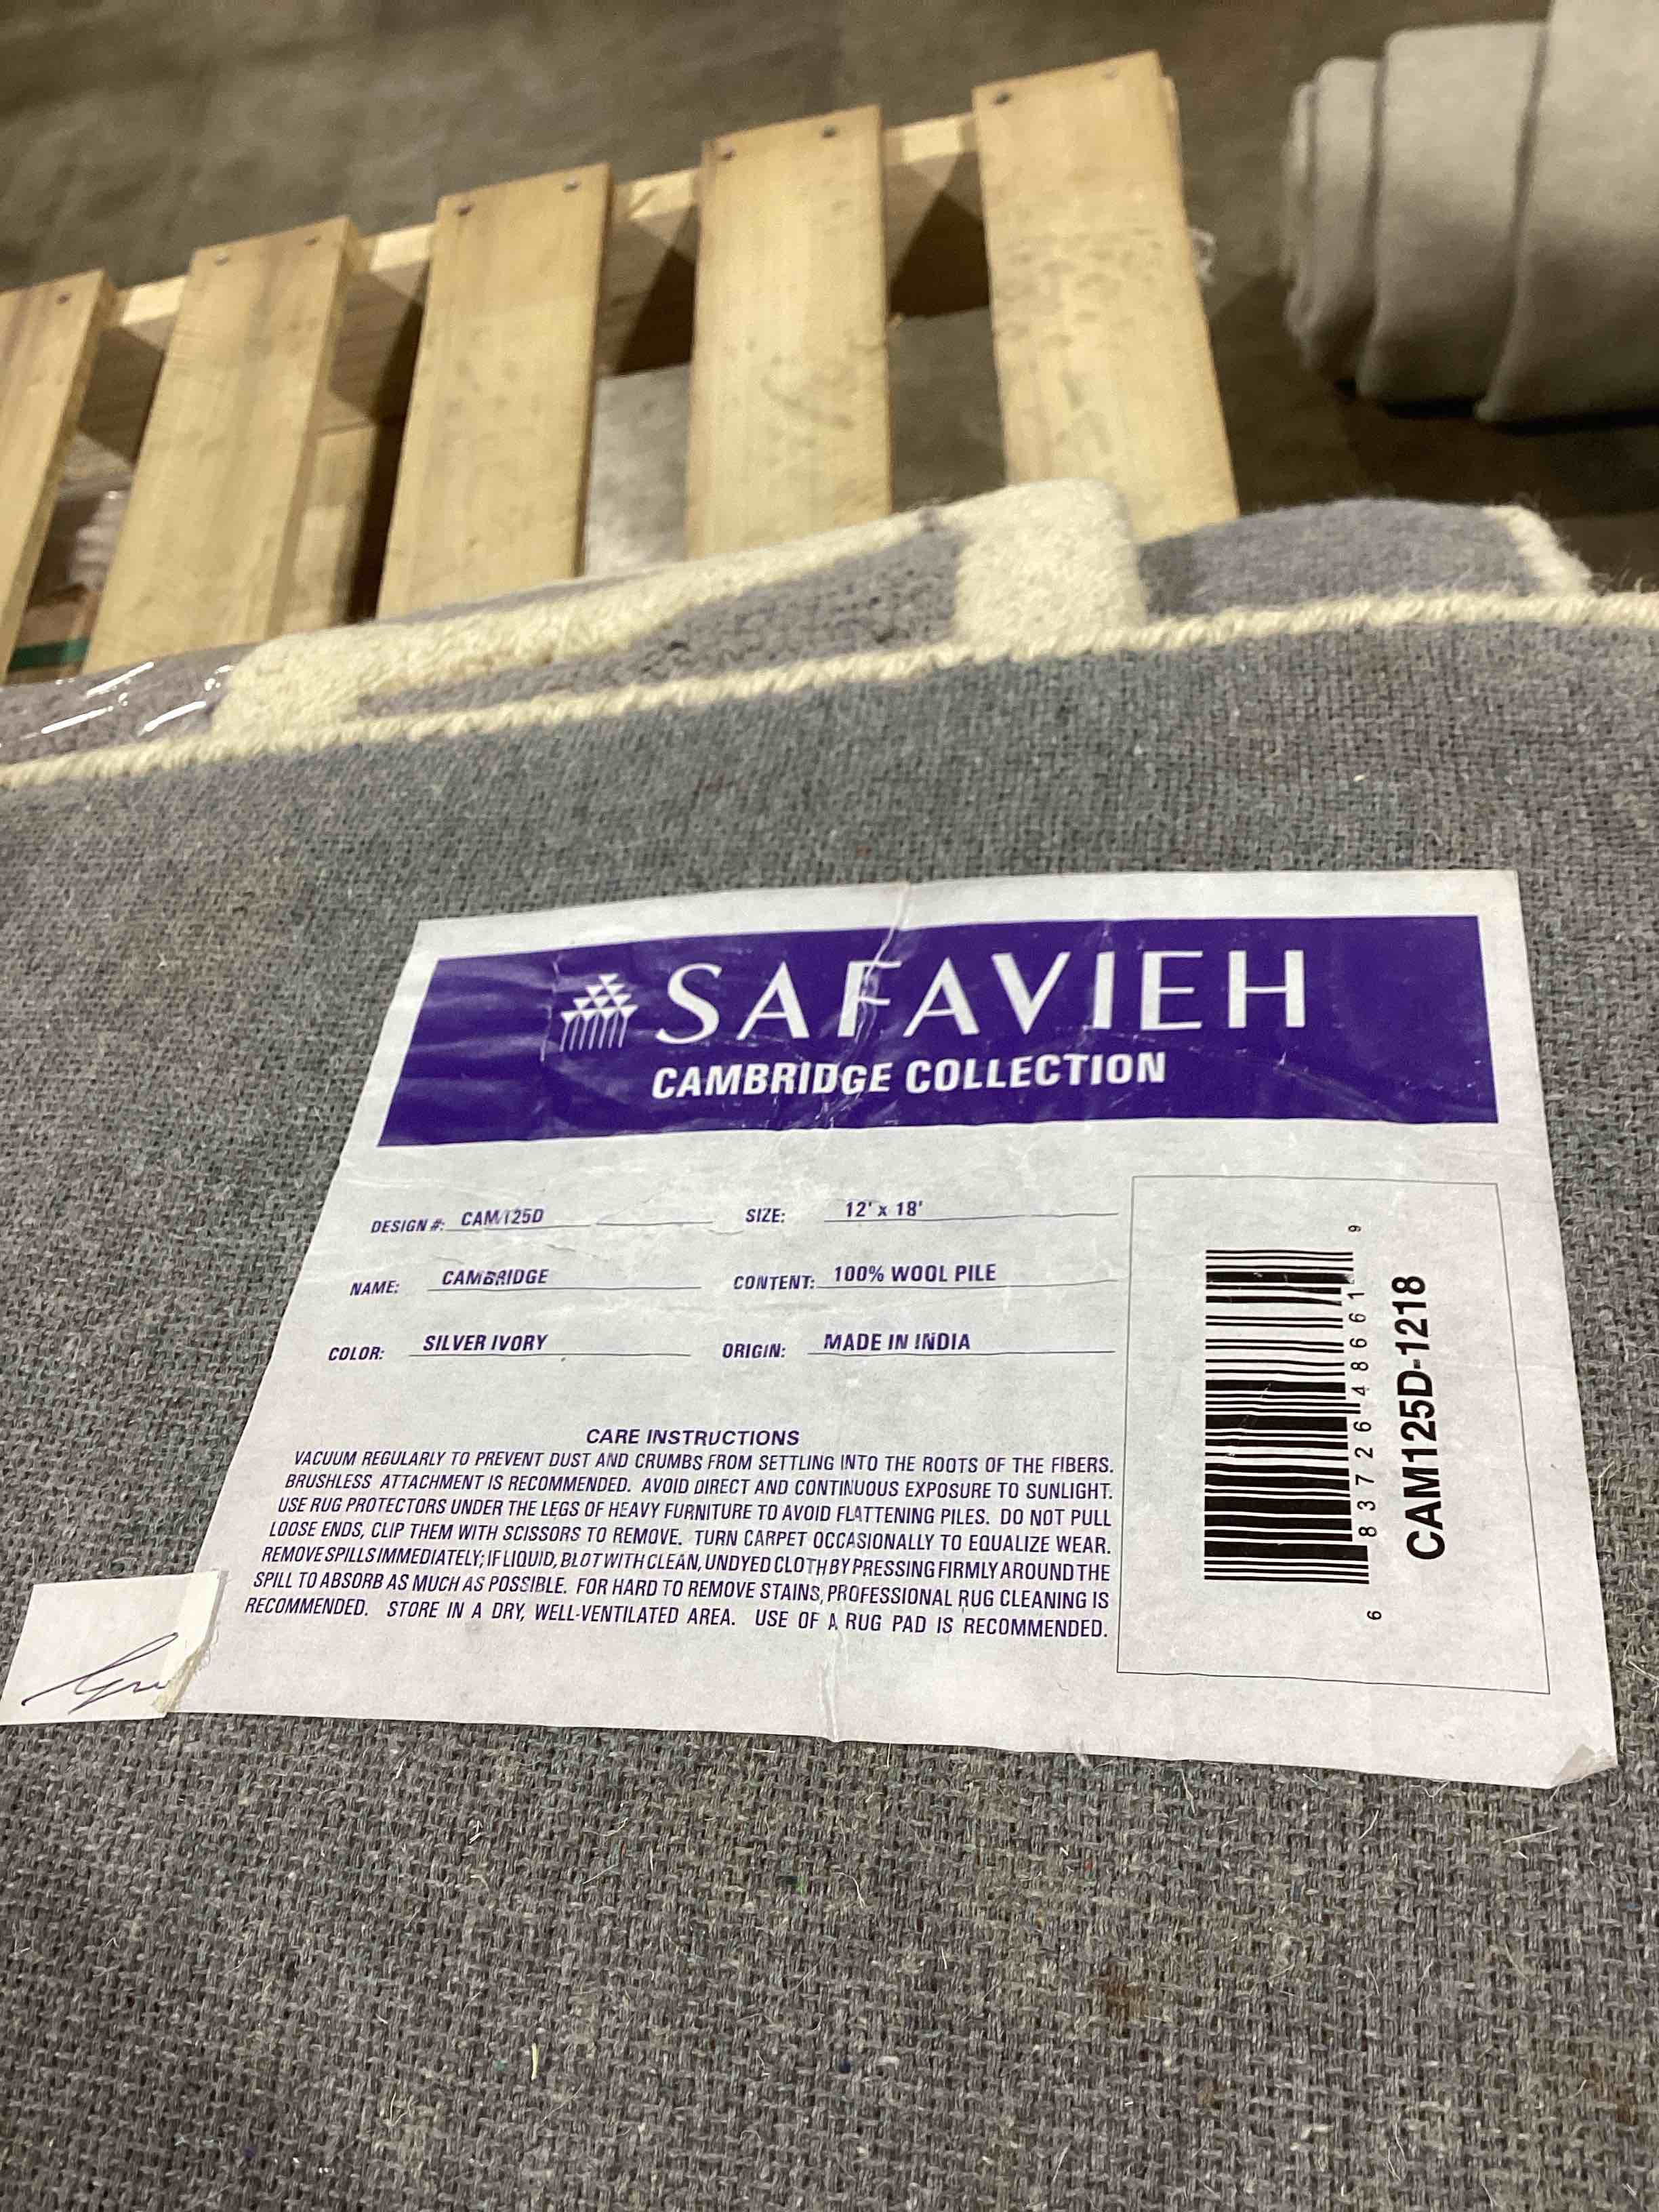 SAFAVIEH
CAMBRIDGE COLLECTION
DESIGN #: CAM125D
SIZE: 12' x 18'
NAME: CAMBRIDGE
CONTENT: 100% WOOL PILE
COLOR: SILVER IVORY
ORIGIN: MADE IN INDIA
CARE INSTRUCTIONS
VACUUM REGULARLY TO PREVENT DUST AND CRUMBS FROM SETTLING INTO THE ROOTS OF THE FIBERS.
BRUSHLESS ATTACHMENT IS RECOMMENDED. AVOID DIRECT AND CONTINUOUS EXPOSURE TO SUNLIGHT.
USE RUG PROTECTORS UNDER THE LEGS OF HEAVY FURNITURE TO AVOID FLATTENING PILES. DO NOT PULL
LOOSE ENDS, CLIP THEM WITH SCISSORS TO REMOVE. TURN CARPET OCCASIONALLY TO EQUALIZE WEAR.
REMOVE SPILLS IMMEDIATELY; IF LIQUID, BLOT WITH CLEAN, UNDYED CLOTH BY PRESSING FIRMLY AROUND THE
SPILL TO ABSORB AS MUCH AS POSSIBLE. FOR HARD TO REMOVE STAINS, PROFESSIONAL RUG CLEANING IS
RECOMMENDED. STORE IN A DRY, WELL-VENTILATED AREA. USE OF A RUG PAD IS RECOMMENDED.
6 83726 48661 9
CAM125D-1218